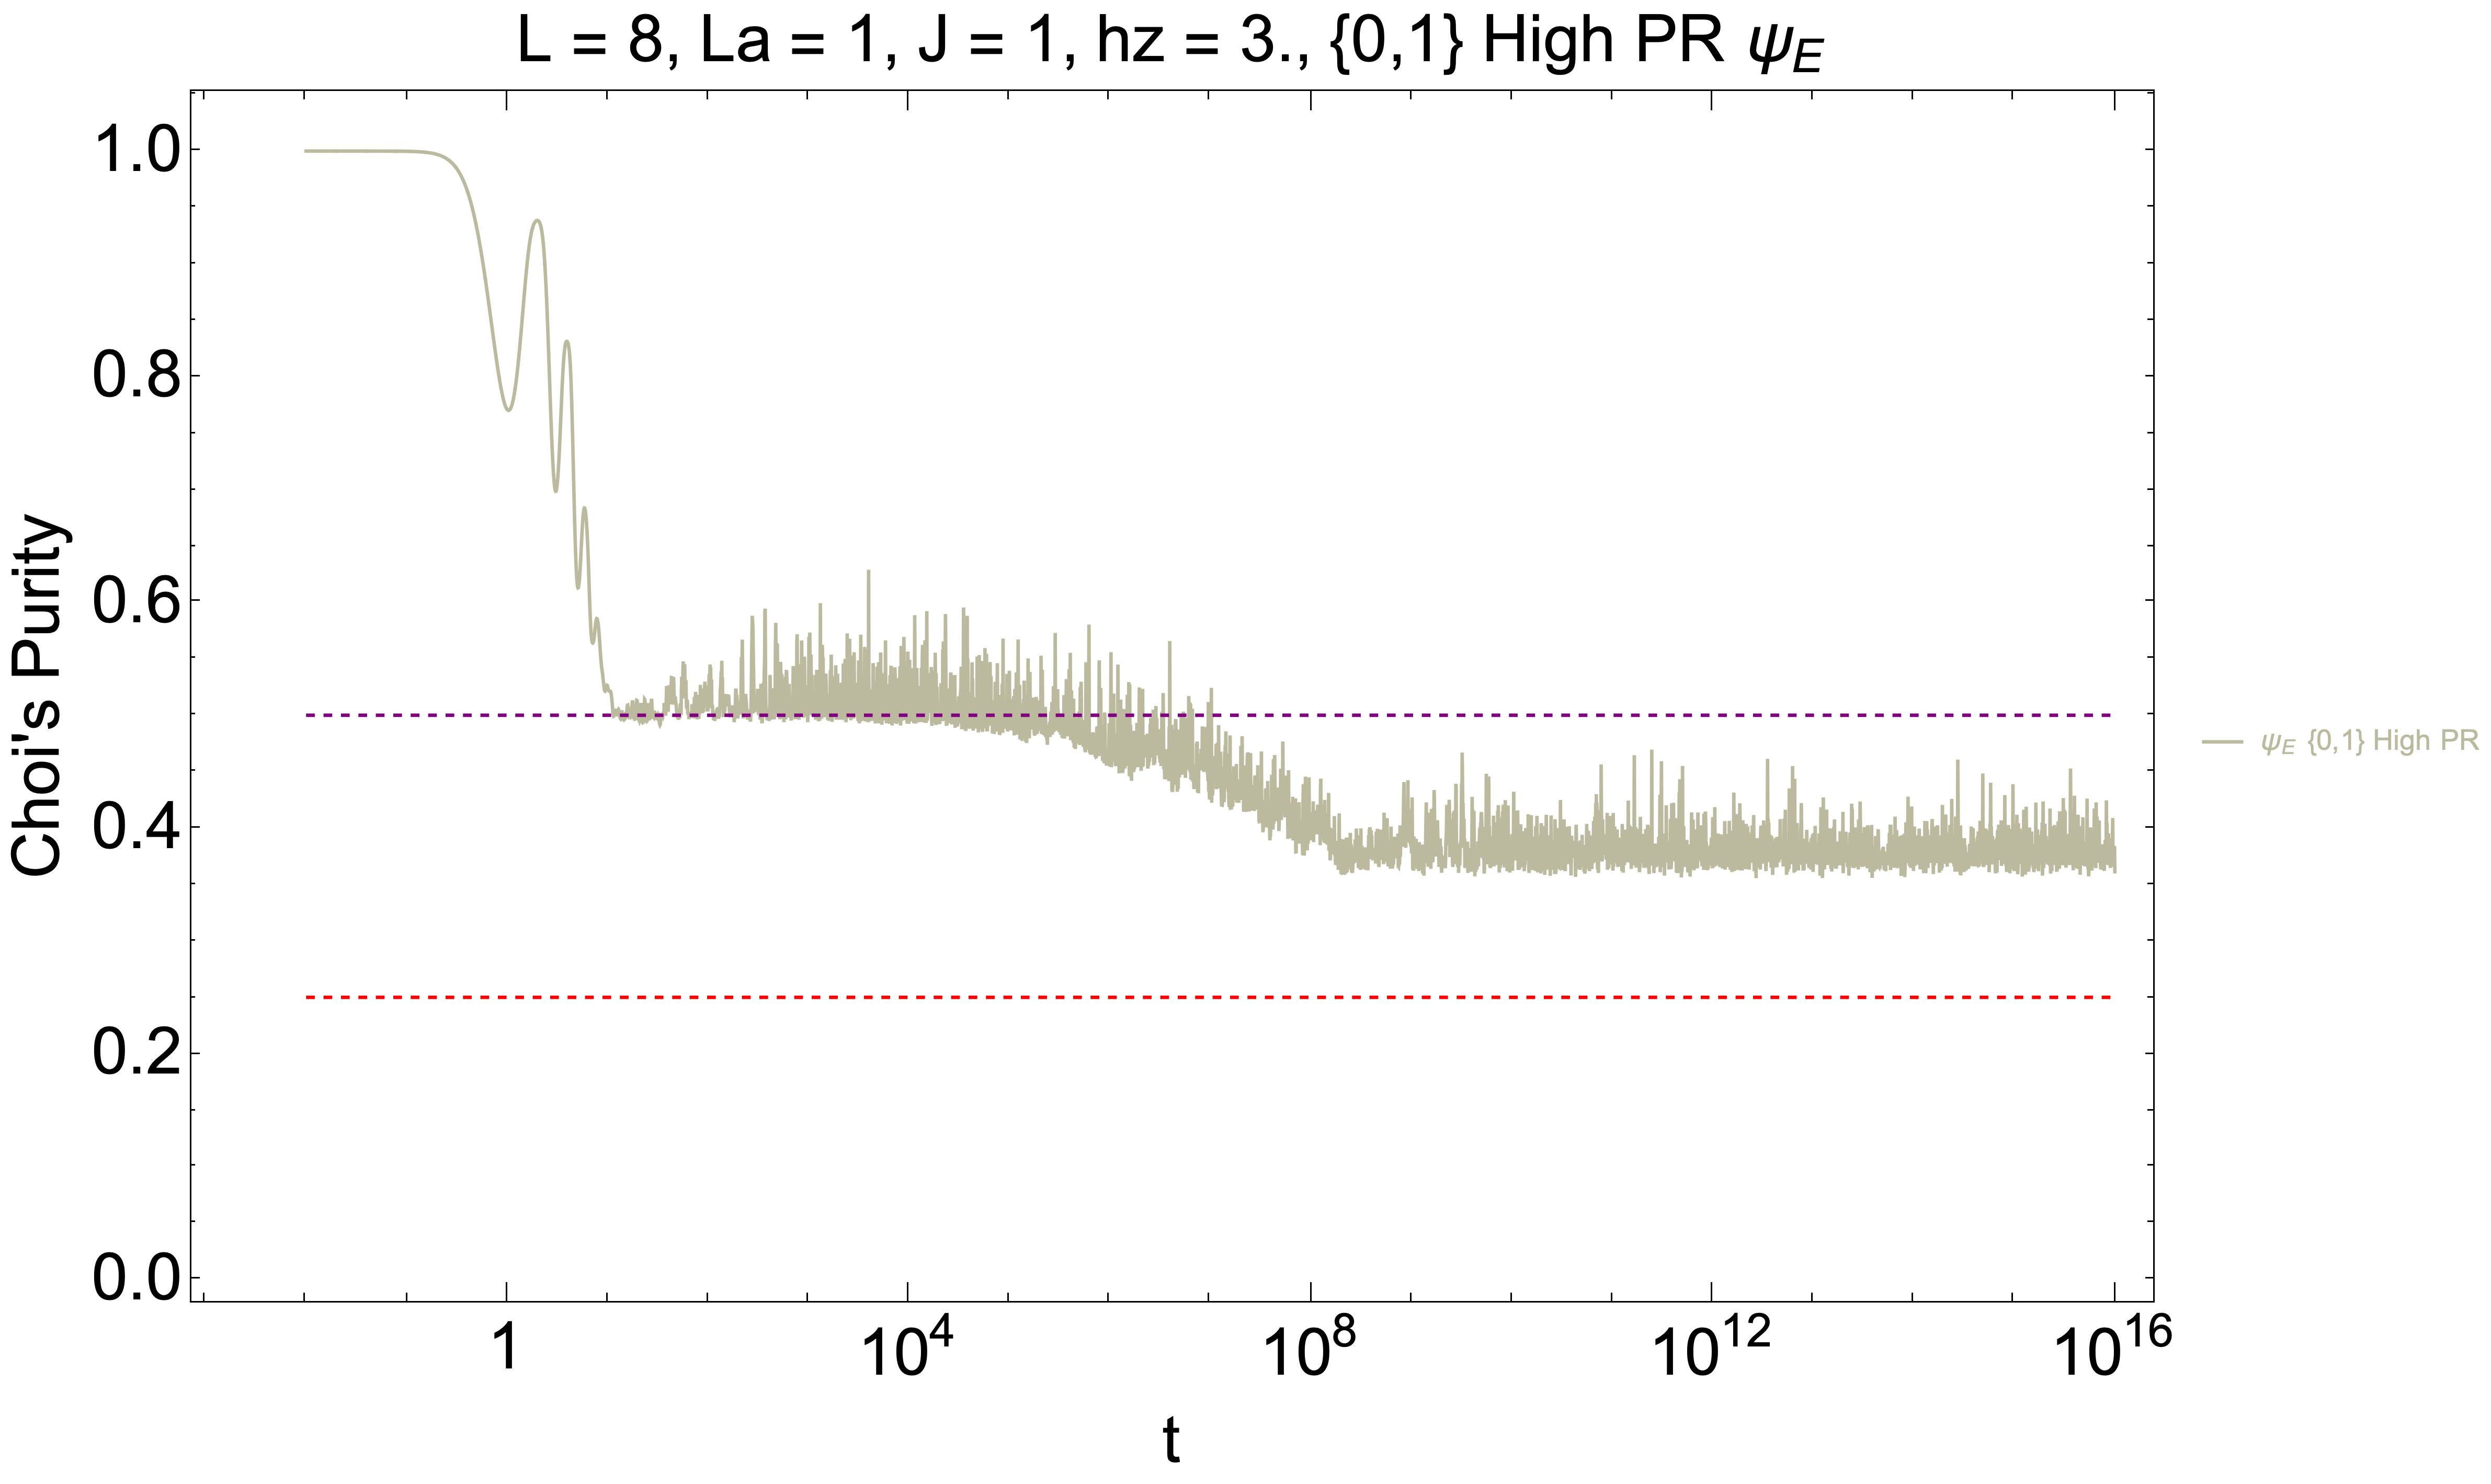 L = 8, La = 1, J = 1, hz = 3., {0,1} High PR ψE
Choi's Purity
1.0
0.8
0.6
0.4
0.2
0.0
1
10^4
10^8
10^12
10^16
t
ψE {0,1} High PR